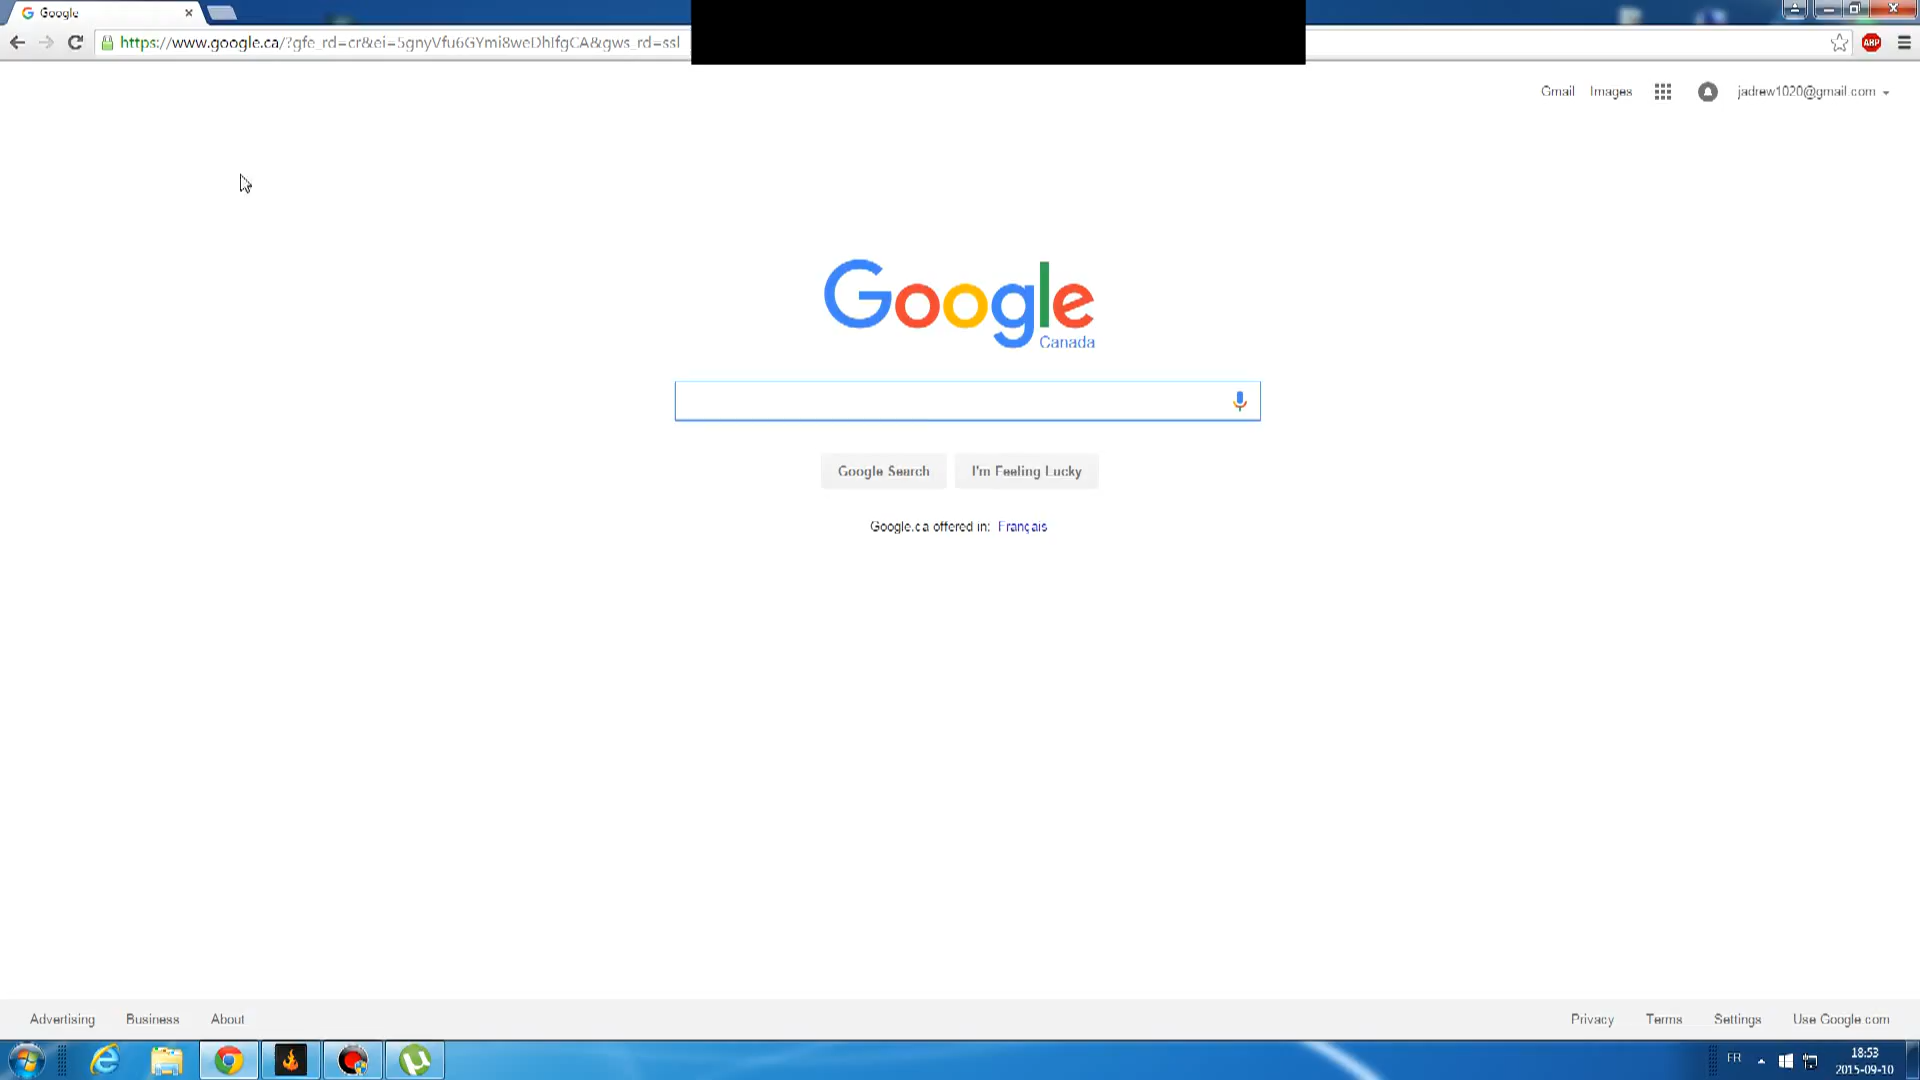 Google
https://www.google.ca/?gfe_rd=cr&ei=5gnyVfu6GYmi8weDhIfgCA&gws_rd=ssl
ABP
Gmail Images jadrew1020@gmail.com
Google
Canada
Google Search I'm Feeling Lucky
Google.ca offered in: Français
Advertising Business About Privacy Terms Settings Use Google.com
FR 18:53
2015-09-10